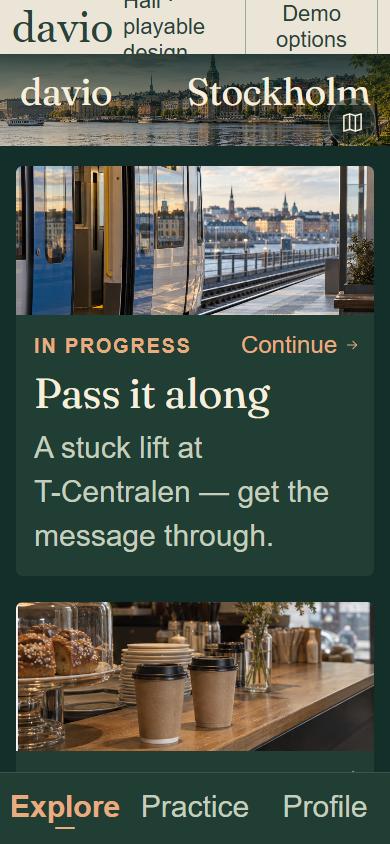 davio
Hall ·
playable
design
Demo
options
davio
Stockholm
IN PROGRESS
Continue →
Pass it along
A stuck lift at
T-Centralen — get the
message through.
Explore
Practice
Profile